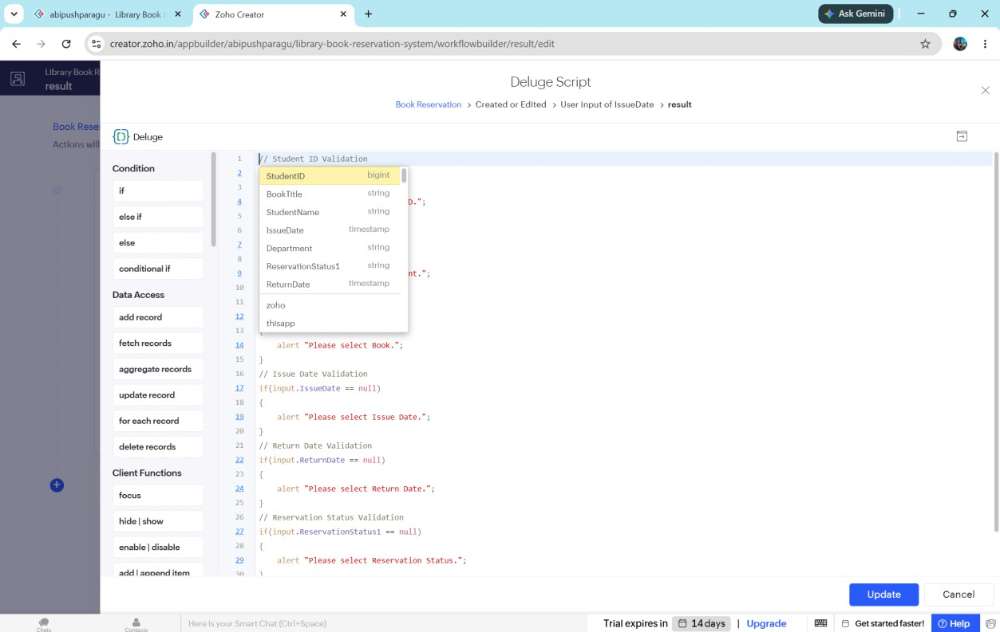 abipushparagu - Library Book
Zoho Creator
Ask Gemini
creator.zoho.in/appbuilder/abipushparagu/library-book-reservation-system/workflowbuilder/result/edit
Library Book R
result
Book Rese
Actions will
Deluge Script
Book Reservation > Created or Edited > User input of IssueDate > result
Deluge
Condition
if
else if
else
conditional if
Data Access
add record
fetch records
aggregate records
update record
for each record
delete records
Client Functions
focus
hide | show
enable | disable
add | append item
1 // Student ID Validation
2
3
4 D.";
5
6
7
8
9 nt.";
10
11
12
13 {
14 alert "Please select Book.";
15 }
16 // Issue Date Validation
17 if(input.IssueDate == null)
18 {
19 alert "Please select Issue Date.";
20 }
21 // Return Date Validation
22 if(input.ReturnDate == null)
23 {
24 alert "Please select Return Date.";
25 }
26 // Reservation Status Validation
27 if(input.ReservationStatus1 == null)
28 {
29 alert "Please select Reservation Status.";
30 }
StudentID bigint
BookTitle string
StudentName string
IssueDate timestamp
Department string
ReservationStatus1 string
ReturnDate timestamp
zoho
thisapp
Update
Cancel
Chats
Contacts
Here is your Smart Chat (Ctrl+Space)
Trial expires in 14 days | Upgrade
Get started faster!
Help